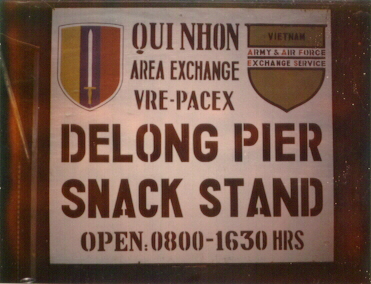 QUI NHON
AREA EXCHANGE
VRE-PACEX
VIETNAM
ARMY & AIR FORCE
EXCHANGE SERVICE
DELONG PIER
SNACK STAND
OPEN: 0800-1630 HRS